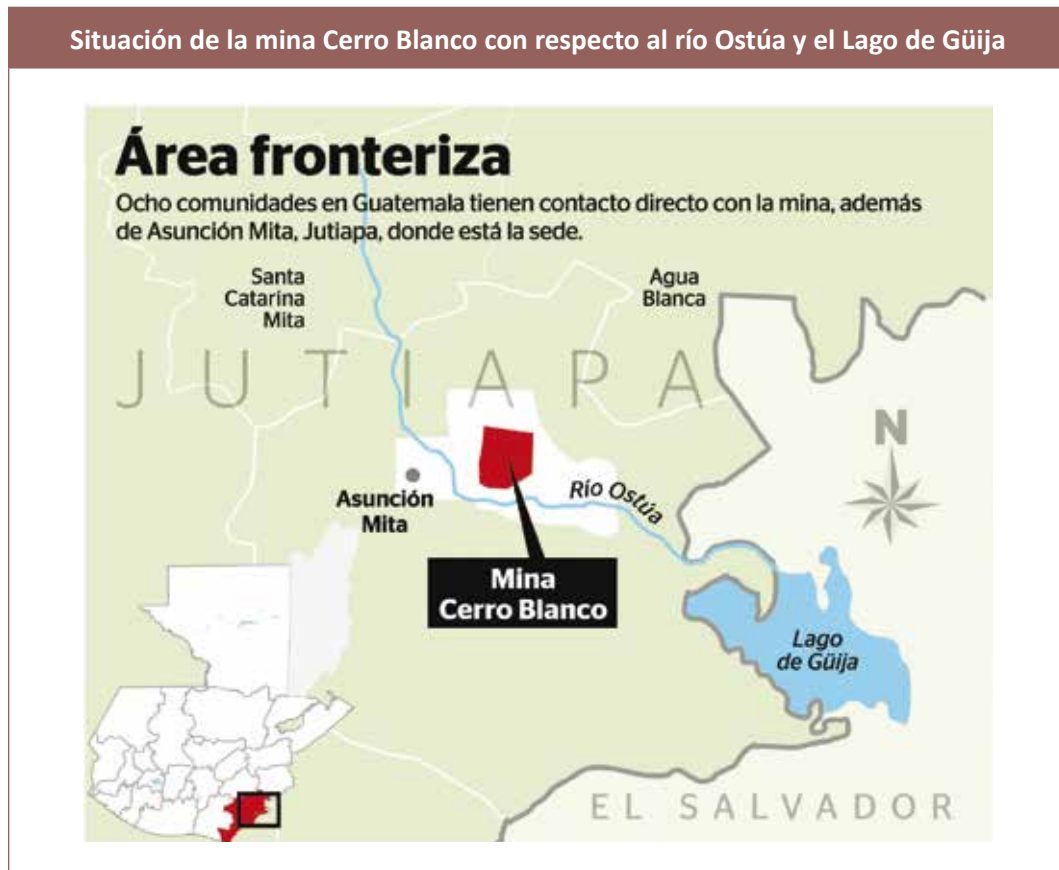 Situación de la mina Cerro Blanco con respecto al río Ostúa y el Lago de Güija
Área fronteriza
Ocho comunidades en Guatemala tienen contacto directo con la mina, además
de Asunción Mita, Jutiapa, donde está la sede.
Santa
Catarina
Mita
Agua
Blanca
JUTIAPA
N
Asunción
Mita
Río Ostúa
Mina
Cerro Blanco
Lago
de Güija
EL SALVADOR